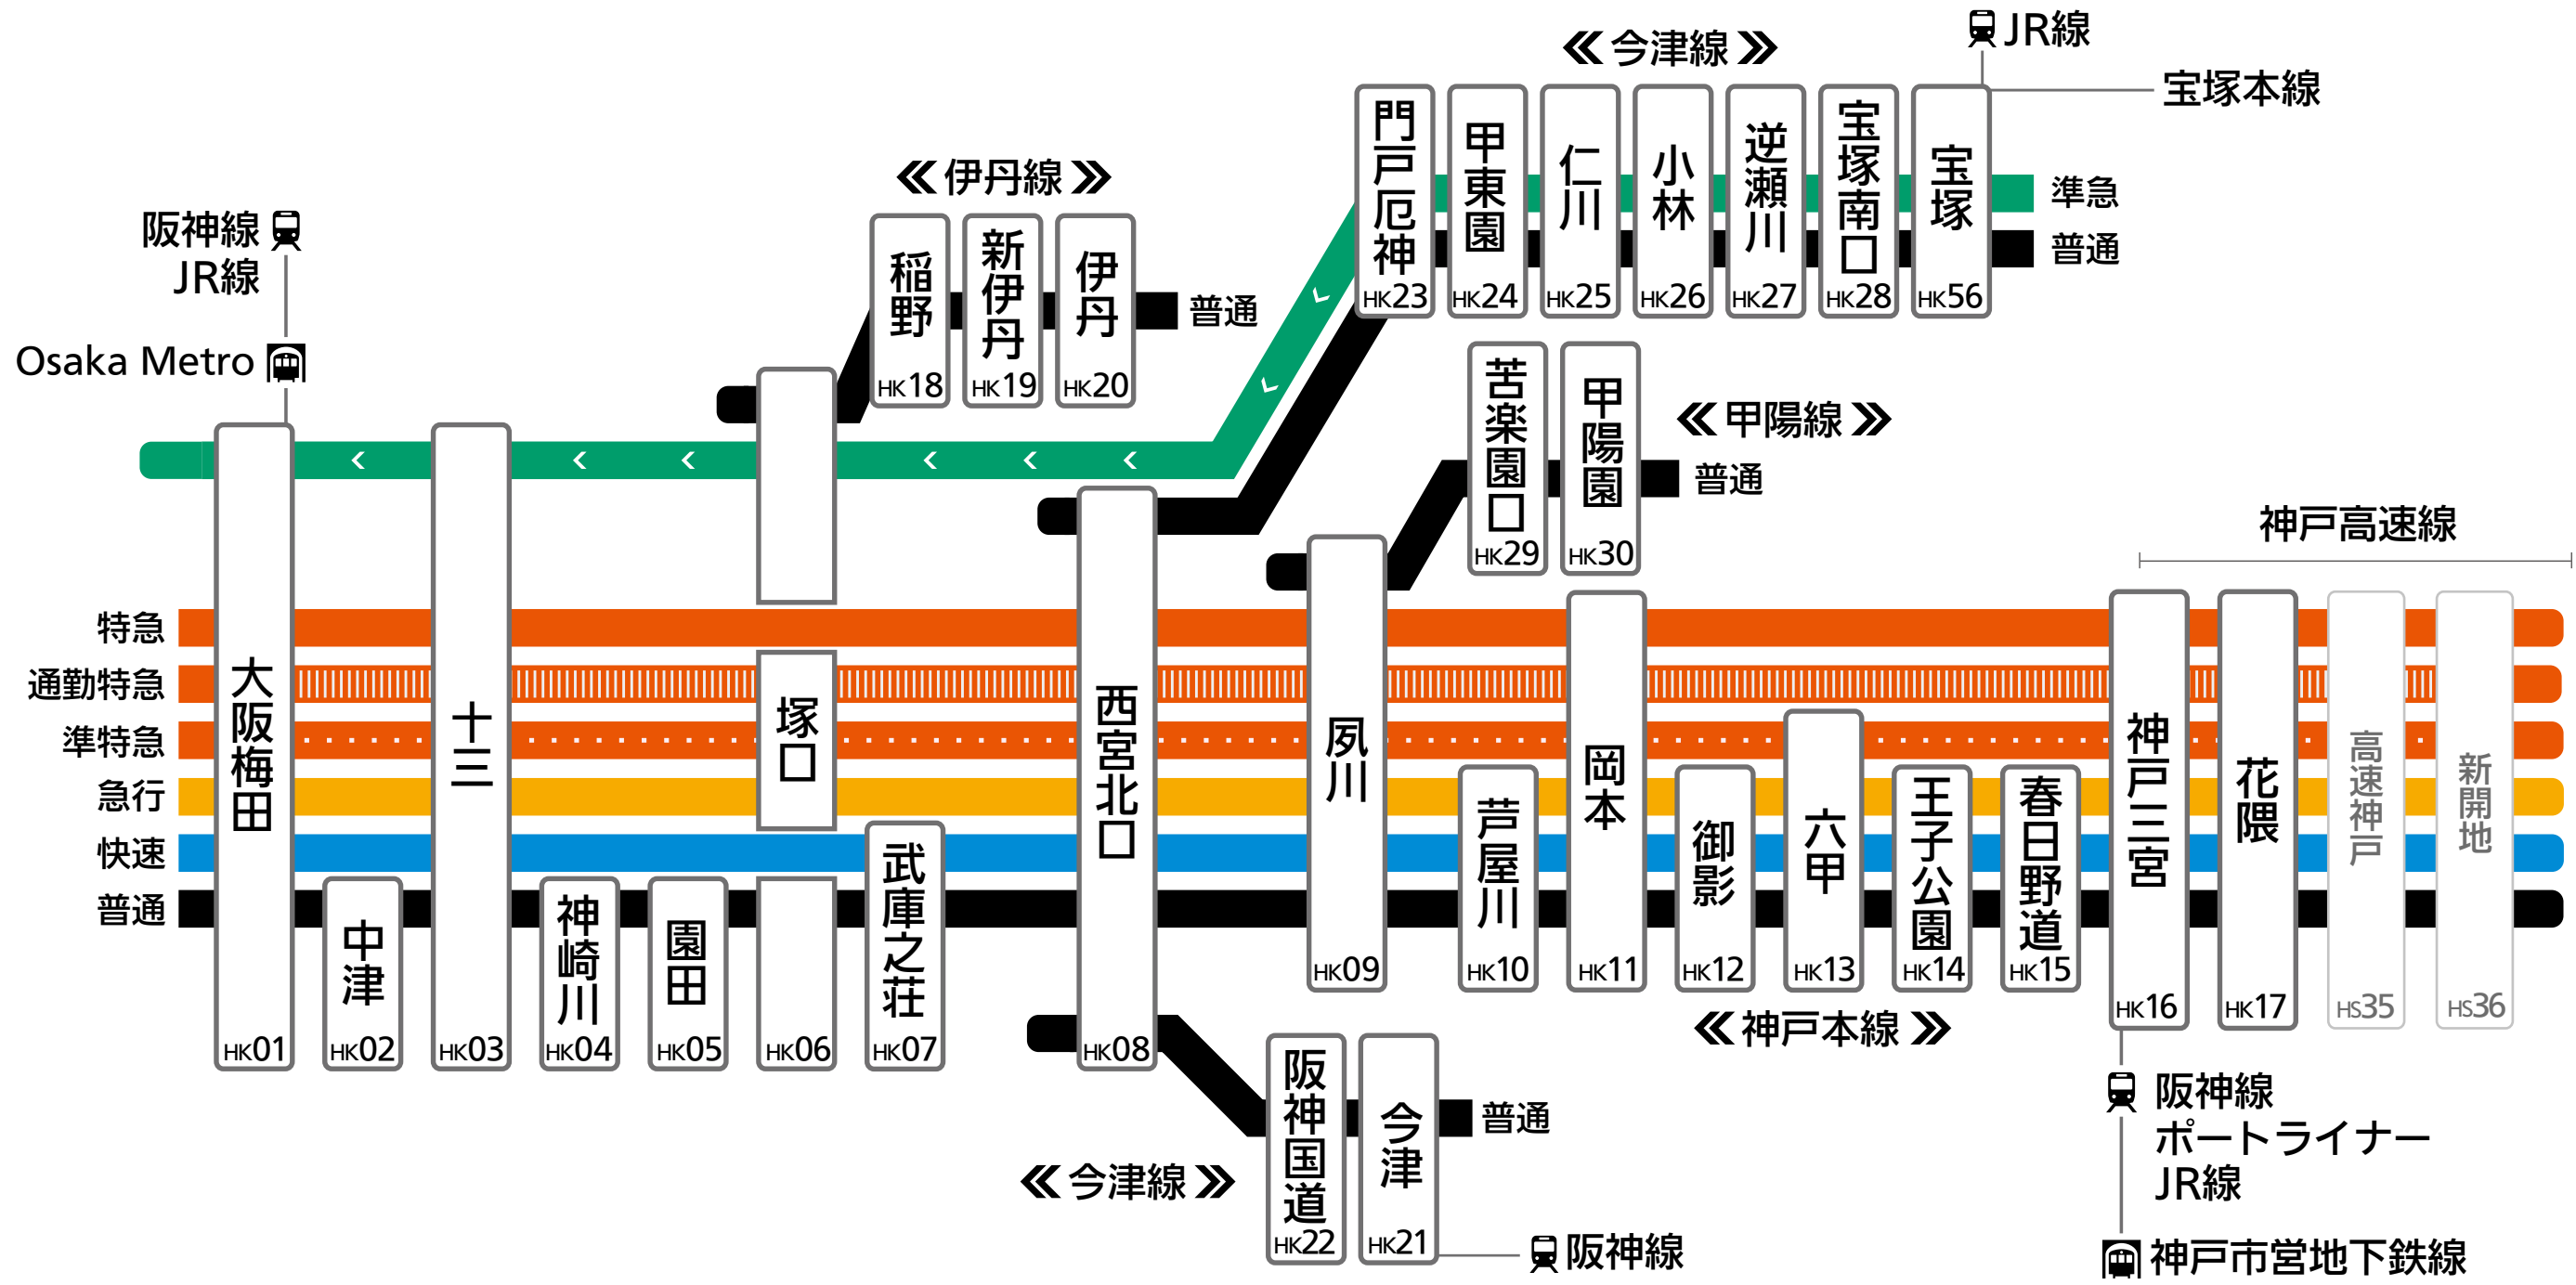 JR線
宝塚本線
≪ 今津線 ≫
門戸厄神 HK23
甲東園 HK24
仁川 HK25
小林 HK26
逆瀬川 HK27
宝塚南口 HK28
宝塚 HK56
準急
普通
≪ 伊丹線 ≫
稲野 HK18
新伊丹 HK19
伊丹 HK20
普通
阪神線
JR線
Osaka Metro
苦楽園口 HK29
甲陽園 HK30
≪ 甲陽線 ≫
普通
神戸高速線
特急
通勤特急
準特急
急行
快速
普通
大阪梅田 HK01
中津 HK02
十三 HK03
神崎川 HK04
園田 HK05
塚口 HK06
武庫之荘 HK07
西宮北口 HK08
夙川 HK09
芦屋川 HK10
岡本 HK11
御影 HK12
六甲 HK13
王子公園 HK14
春日野道 HK15
神戸三宮 HK16
花隈 HK17
高速神戸 HS35
新開地 HS36
≪ 神戸本線 ≫
阪神国道 HK22
今津 HK21
普通
≪ 今津線 ≫
阪神線
阪神線
ポートライナー
JR線
神戸市営地下鉄線